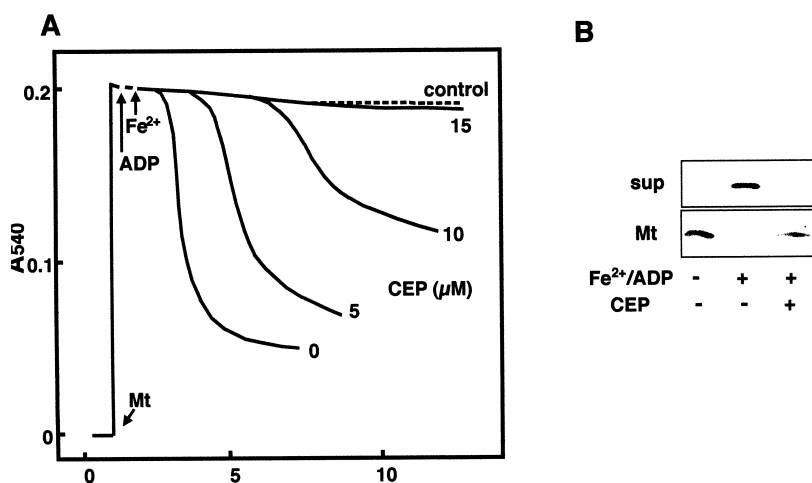 A
B
0.2
control
15
Fe²⁺
ADP
sup
A540
Mt
10
0.1
CEP (µM)
Fe²⁺/ADP - + +
5
CEP - - +
0
Mt
0
0 5 10